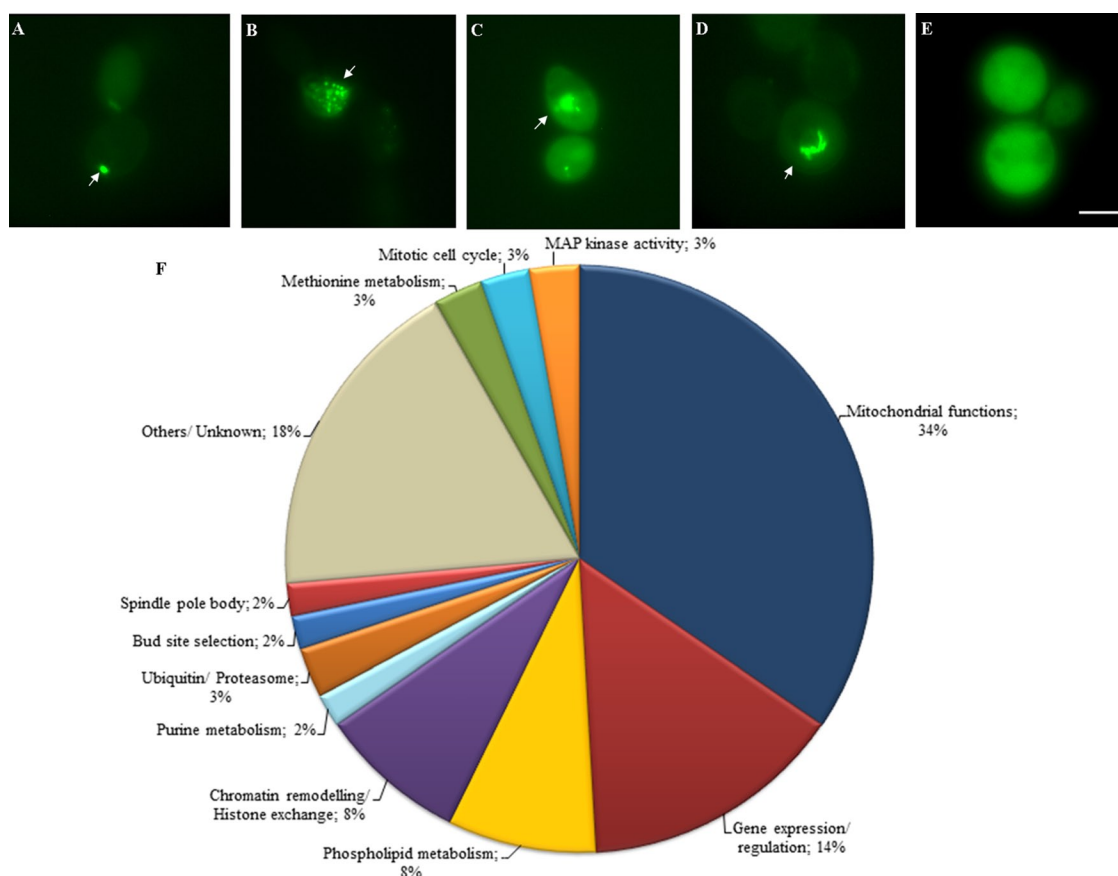 A
B
C
D
E
F
Mitotic cell cycle; 3%
MAP kinase activity; 3%
Methionine metabolism;
3%
Mitochondrial functions;
34%
Others/ Unknown; 18%
Spindle pole body; 2%
Bud site selection; 2%
Ubiquitin/ Proteasome;
3%
Purine metabolism; 2%
Chromatin remodelling/
Histone exchange; 8%
Phospholipid metabolism;
8%
Gene expression/
regulation; 14%